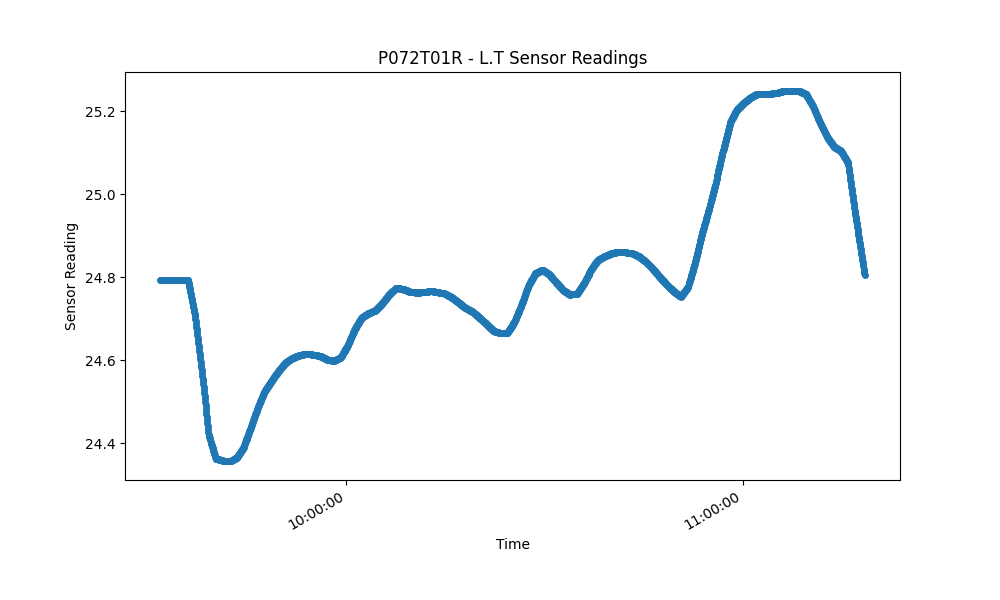 P072T01R - L.T Sensor Readings
25.2
25.0
24.8
24.6
24.4
Sensor Reading
10:00:00
11:00:00
Time